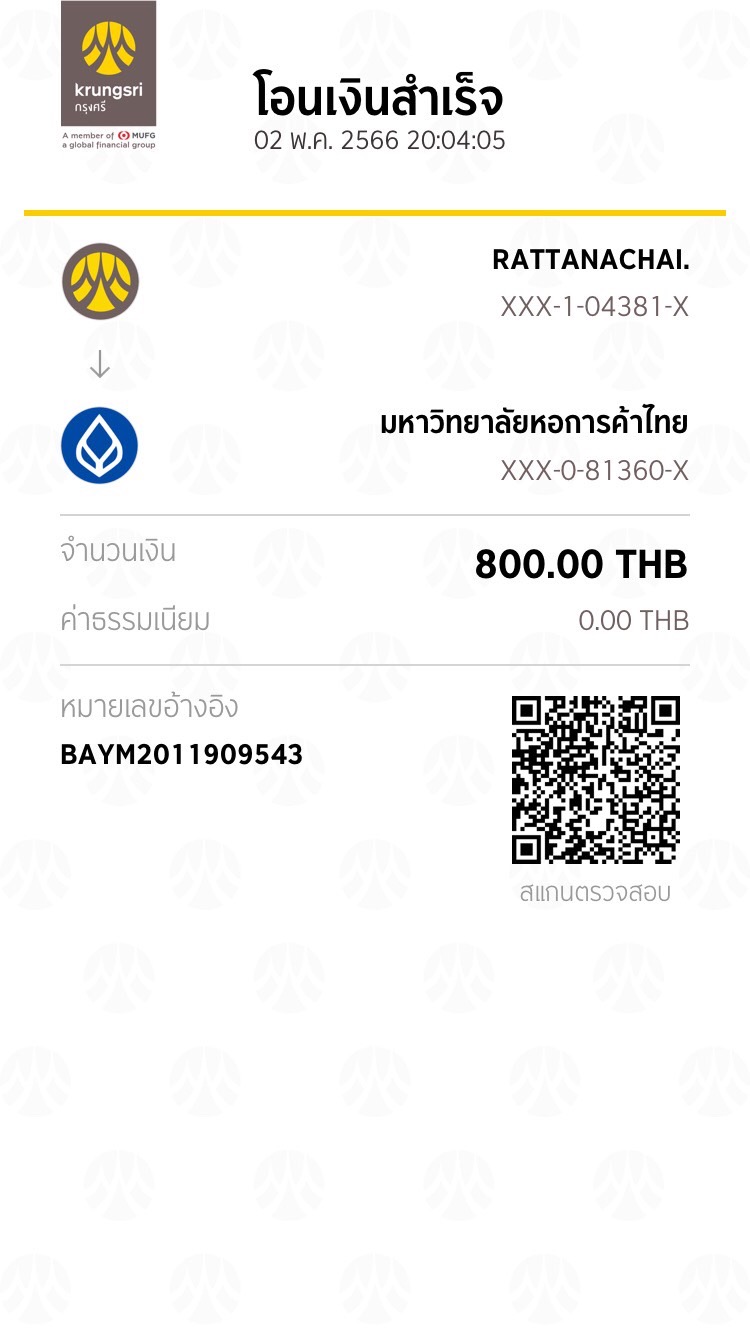 krungsri
กรุงศรี
A member of MUFG
a global financial group
โอนเงินสำเร็จ
02 พ.ค. 2566 20:04:05
RATTANACHAI.
XXX-1-04381-X
มหาวิทยาลัยหอการค้าไทย
XXX-0-81360-X
จำนวนเงิน
800.00 THB
ค่าธรรมเนียม
0.00 THB
หมายเลขอ้างอิง
BAYM2011909543
สแกนตรวจสอบ